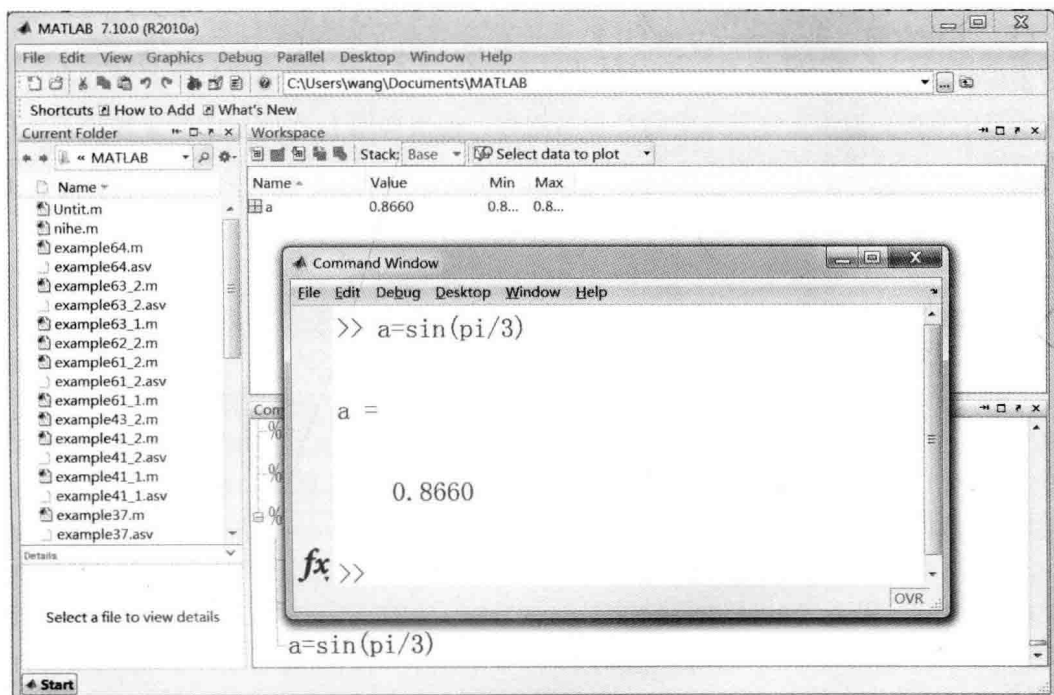 MATLAB 7.10.0 (R2010a)
File Edit View Graphics Debug Parallel Desktop Window Help
C:\Users\wang\Documents\MATLAB
Shortcuts How to Add What's New
Current Folder
Workspace
« MATLAB
Stack: Base
Select data to plot
Name
Untit.m
nihe.m
example64.m
example64.asv
example63_2.m
example63_2.asv
example63_1.m
example62_2.m
example61_2.m
example61_2.asv
example61_1.m
example43_2.m
example41_2.m
example41_2.asv
example41_1.m
example41_1.asv
example37.m
example37.asv
Details
Select a file to view details
Name Value Min Max
a 0.8660 0.8... 0.8...
Command Window
File Edit Debug Desktop Window Help
>> a=sin(pi/3)
a =
0.8660
fx >>
OVR
Com
%
%
%
a=sin(pi/3)
Start